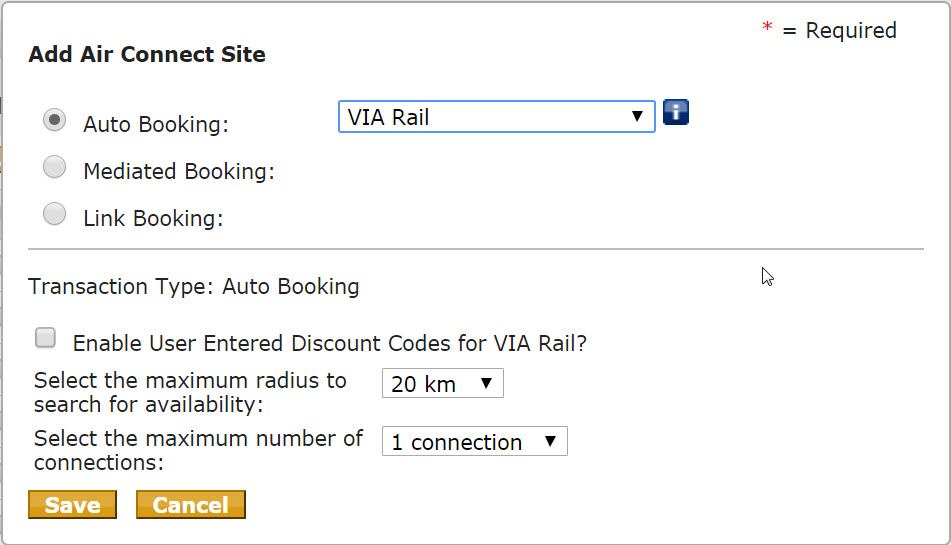 * = Required
Add Air Connect Site
Auto Booking: VIA Rail
Mediated Booking:
Link Booking:
Transaction Type: Auto Booking
Enable User Entered Discount Codes for VIA Rail?
Select the maximum radius to
search for availability:
20 km
Select the maximum number of
connections:
1 connection
Save Cancel